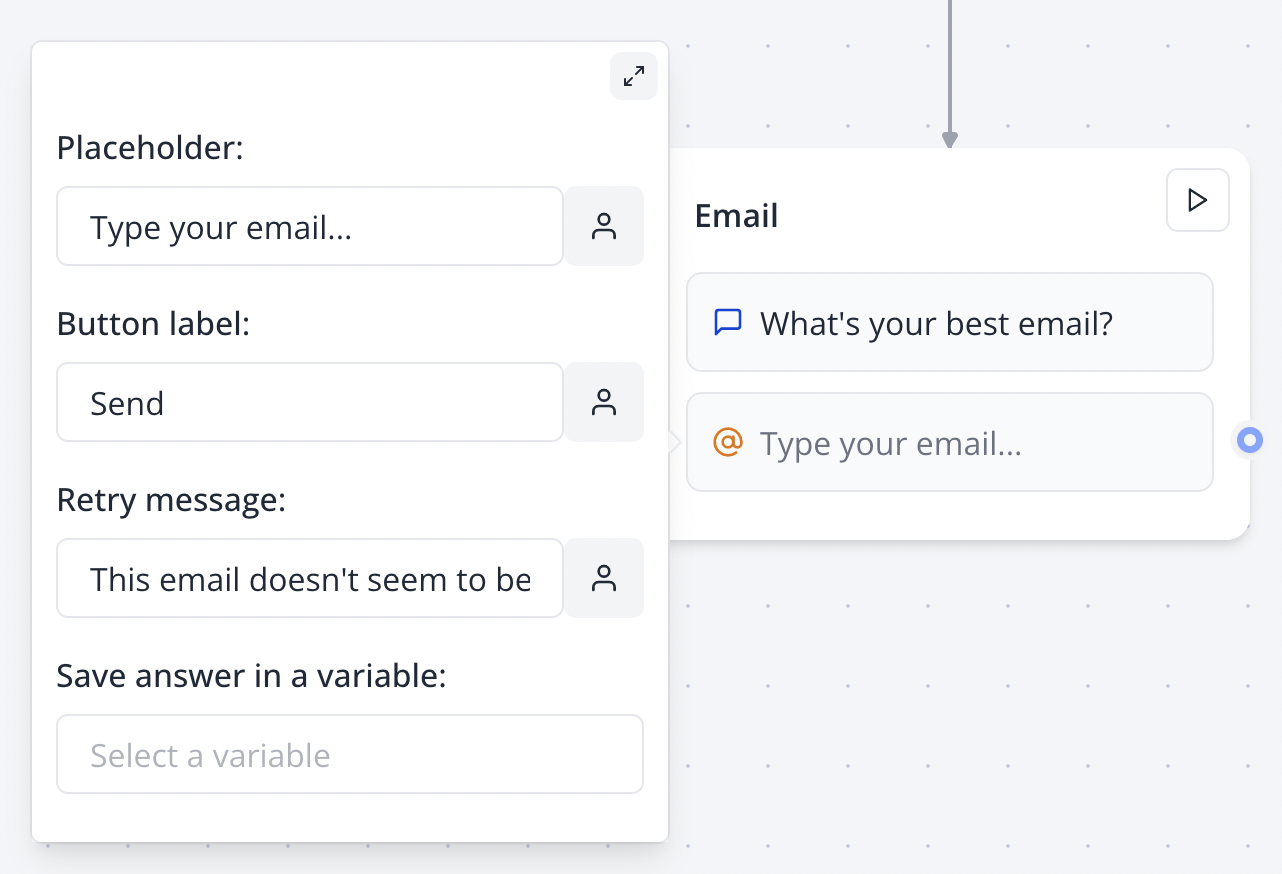 Placeholder:
Type your email...
Button label:
Send
Retry message:
This email doesn't seem to be
Save answer in a variable:
Select a variable
Email
What's your best email?
Type your email...